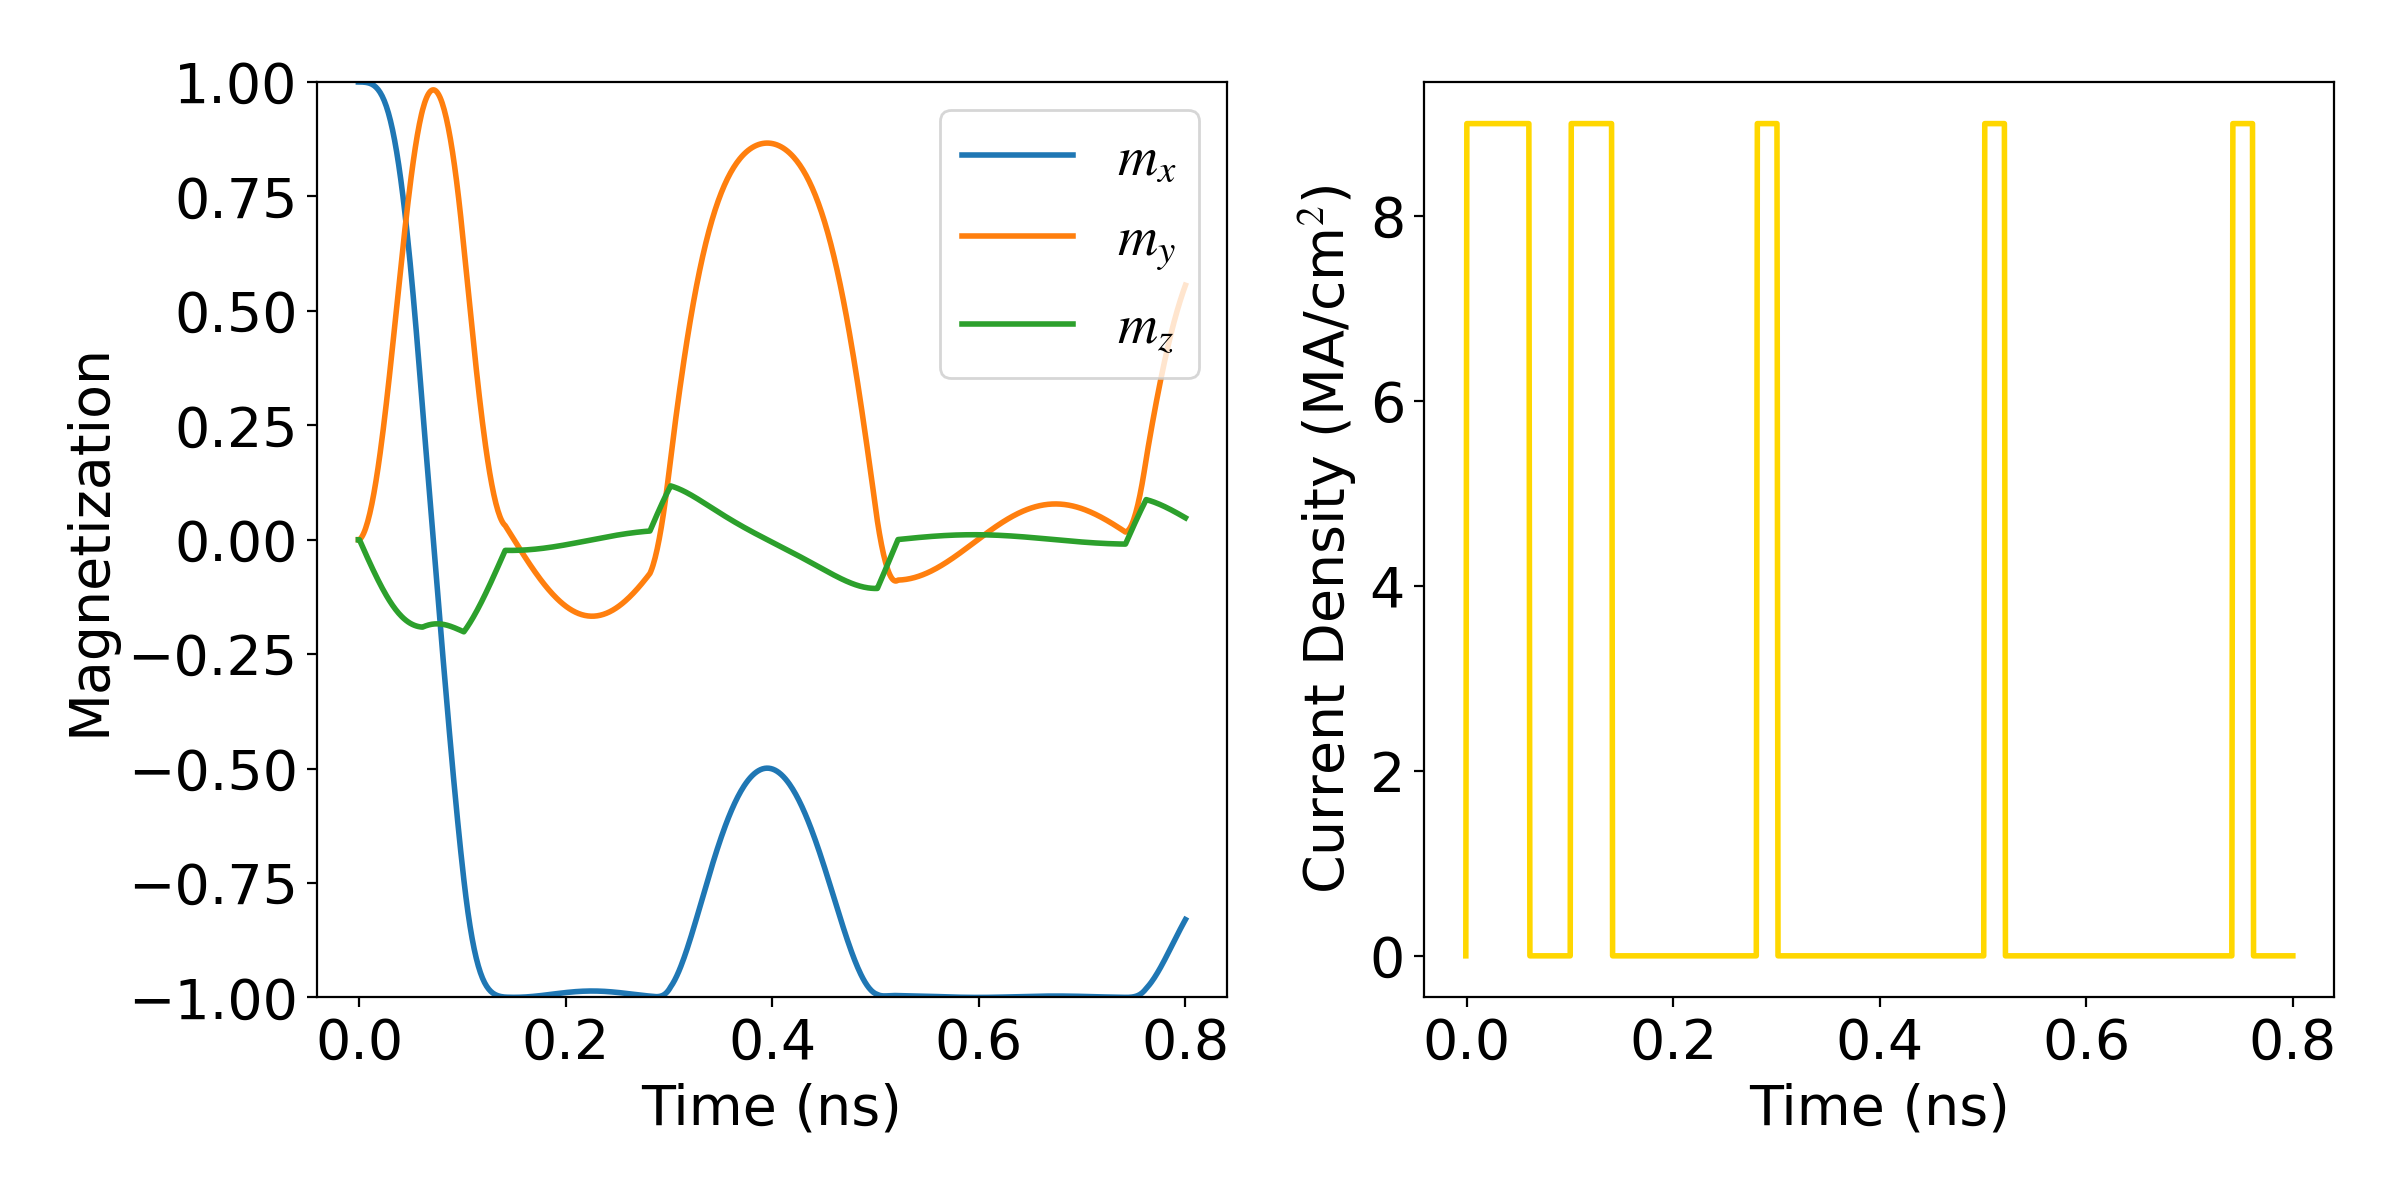 1.00
0.75
0.50
0.25
0.00
−0.25
−0.50
−0.75
−1.00
Magnetization
0.0 0.2 0.4 0.6 0.8
Time (ns)
m_x
m_y
m_z
8
6
4
2
0
Current Density (MA/cm²)
0.0 0.2 0.4 0.6 0.8
Time (ns)